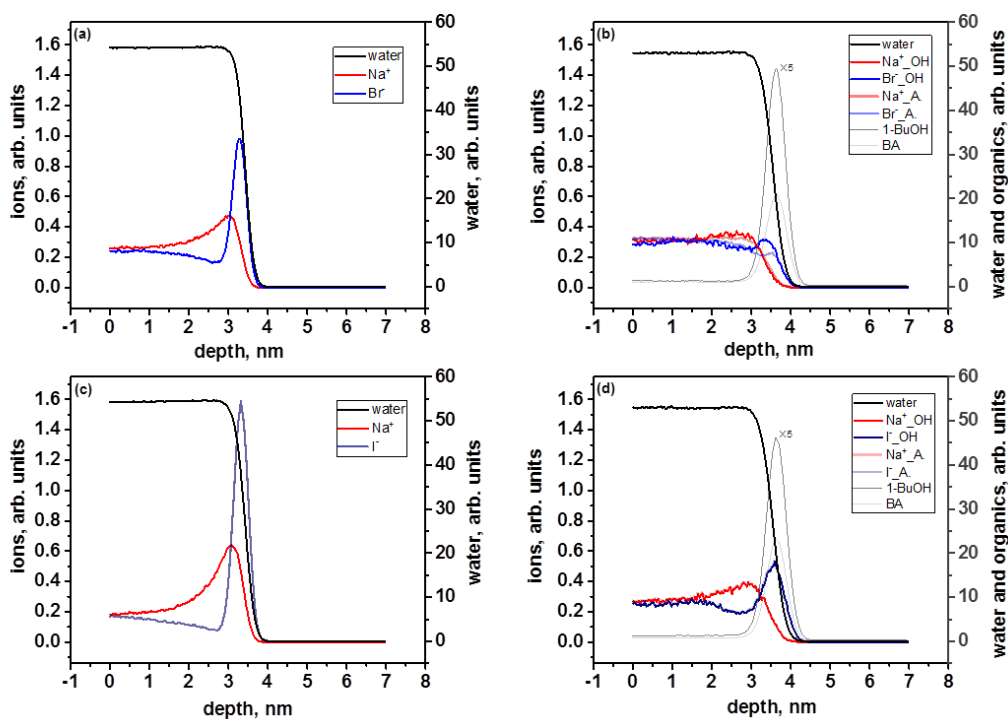 (a)
water
Na⁺
Br⁻
ions, arb. units
1.6
1.4
1.2
1.0
0.8
0.6
0.4
0.2
0.0
60
50
40
30
20
10
0
water, arb. units
-1 0 1 2 3 4 5 6 7 8
depth, nm
(b)
×5
water
Na⁺_OH
Br⁻_OH
Na⁺_A.
Br⁻_A.
1-BuOH
BA
ions, arb. units
1.6
1.4
1.2
1.0
0.8
0.6
0.4
0.2
0.0
60
50
40
30
20
10
0
water and organics, arb. units
-1 0 1 2 3 4 5 6 7 8
depth, nm
(c)
water
Na⁺
I⁻
ions, arb. units
1.6
1.4
1.2
1.0
0.8
0.6
0.4
0.2
0.0
60
50
40
30
20
10
0
water, arb. units
-1 0 1 2 3 4 5 6 7 8
depth, nm
(d)
×5
water
Na⁺_OH
I⁻_OH
Na⁺_A.
I⁻_A.
1-BuOH
BA
ions, arb. units
1.6
1.4
1.2
1.0
0.8
0.6
0.4
0.2
0.0
60
50
40
30
20
10
0
water and organics, arb. units
-1 0 1 2 3 4 5 6 7 8
depth, nm